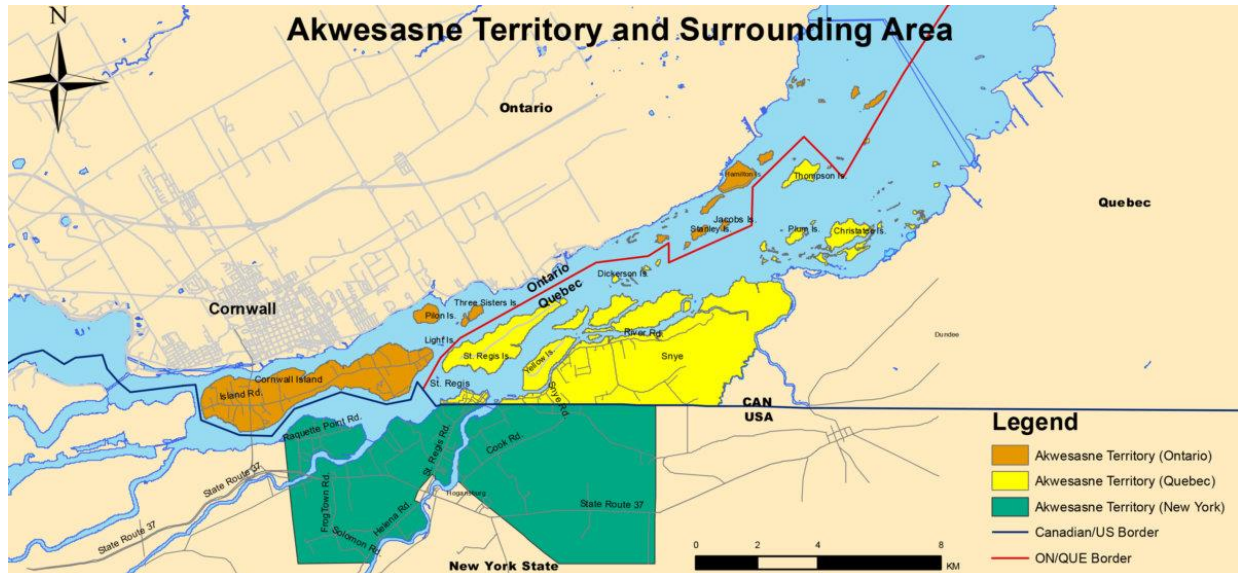 Akwesasne Territory and Surrounding Area
N
Ontario
Quebec
Hamilton Is.
Thompson Is.
Jacobs Is.
Stanley Is.
Plum Is.
Christatie Is.
Dickerson Is.
Ontario
Quebec
Cornwall
Three Sisters Is.
Pilon Is.
Light Is.
River Rd.
Dundee
St. Regis Is.
Yellow Is.
Snye
Cornwall Island
Island Rd.
St. Regis
Snye Rd.
CAN
USA
Raquette Point Rd.
St. Regis Rd.
Cook Rd.
State Route 37
FrogTown Rd.
Hogansburg
Helena Rd.
State Route 37
State Route 37
Solomon Rd.
New York State
Legend
Akwesasne Territory (Ontario)
Akwesasne Territory (Quebec)
Akwesasne Territory (New York)
Canadian/US Border
ON/QUE Border
0 2 4 8
KM